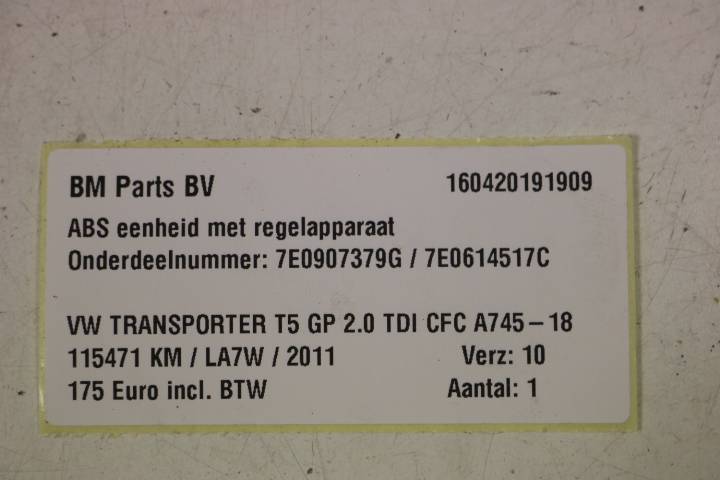 BM Parts BV 160420191909
ABS eenheid met regelapparaat
Onderdeelnummer: 7E0907379G / 7E0614517C
VW TRANSPORTER T5 GP 2.0 TDI CFC A745-18
115471 KM / LA7W / 2011 Verz: 10
175 Euro incl. BTW Aantal: 1